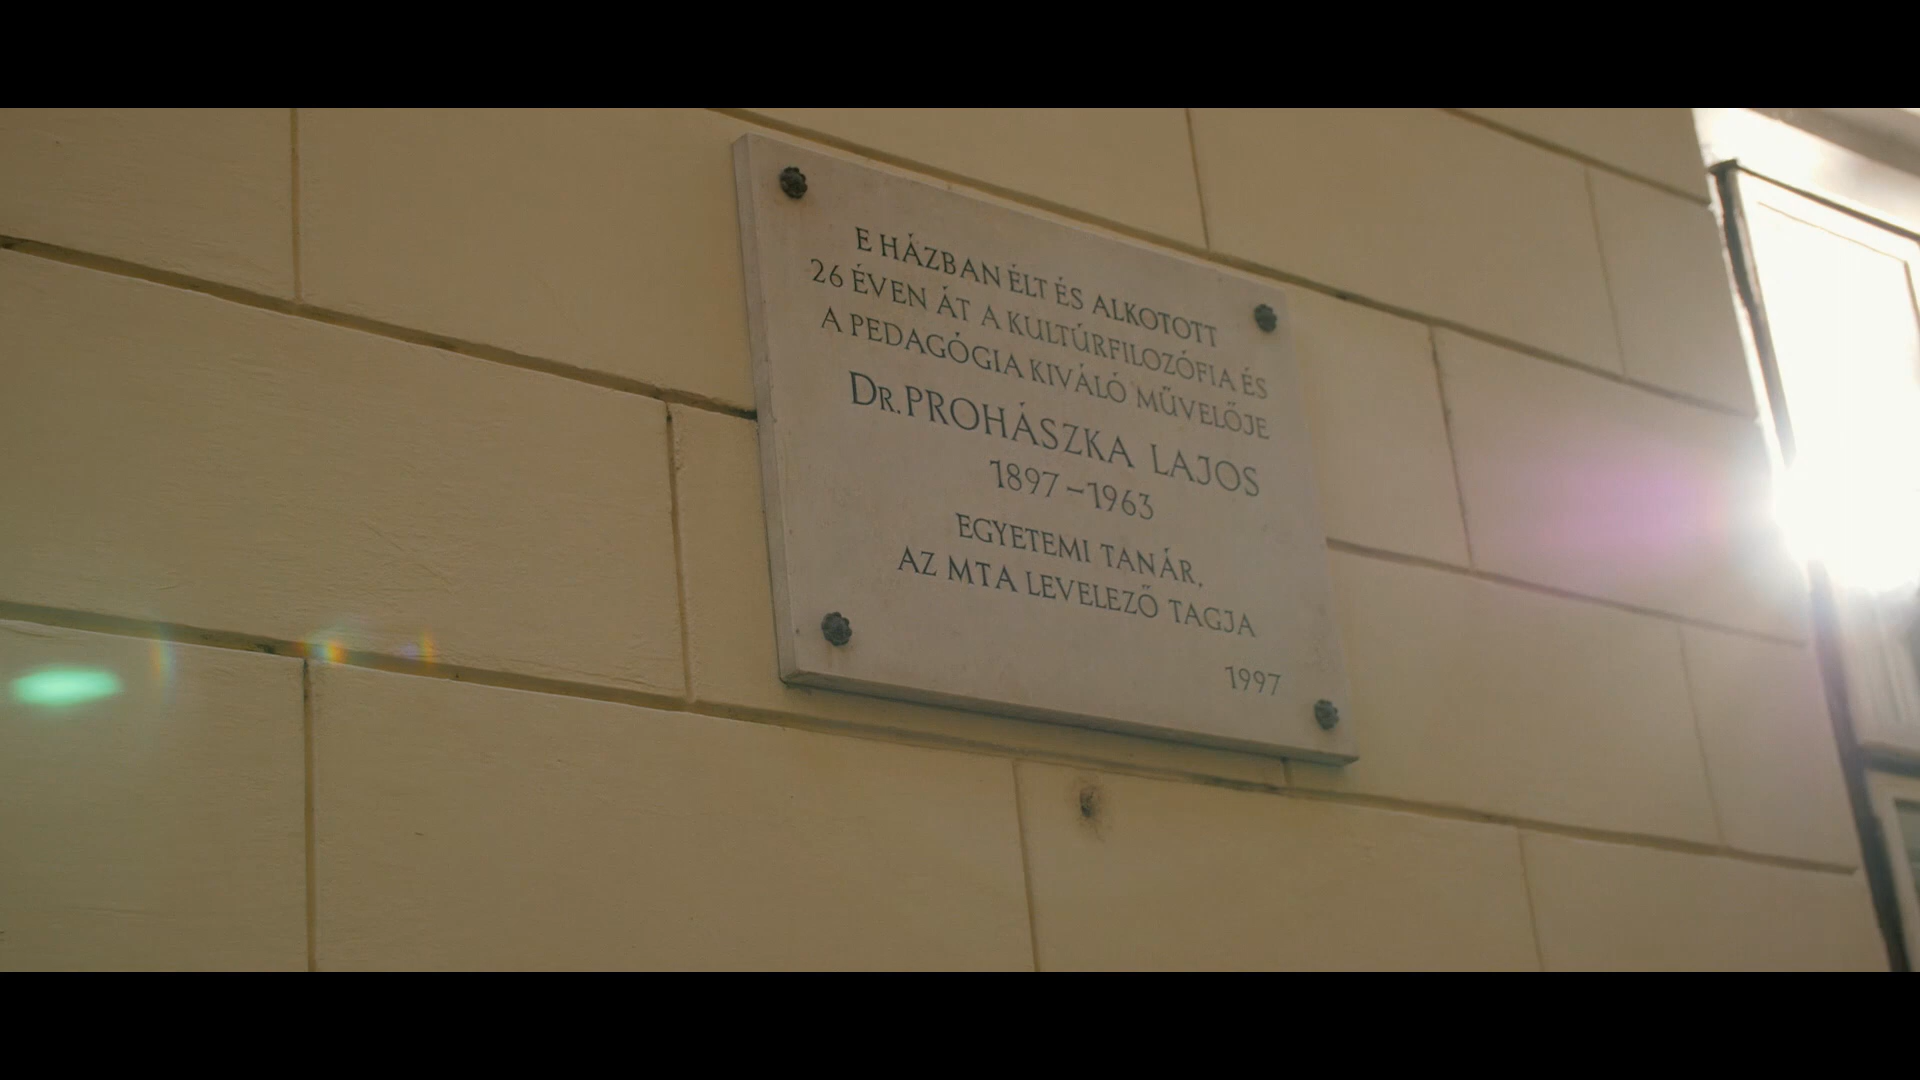 E HÁZBAN ÉLT ÉS ALKOTOTT
26 ÉVEN ÁT A KULTÚRFILOZÓFIA ÉS
A PEDAGÓGIA KIVÁLÓ MŰVELŐJE
DR. PROHÁSZKA LAJOS
1897–1963
EGYETEMI TANÁR,
AZ MTA LEVELEZŐ TAGJA
1997